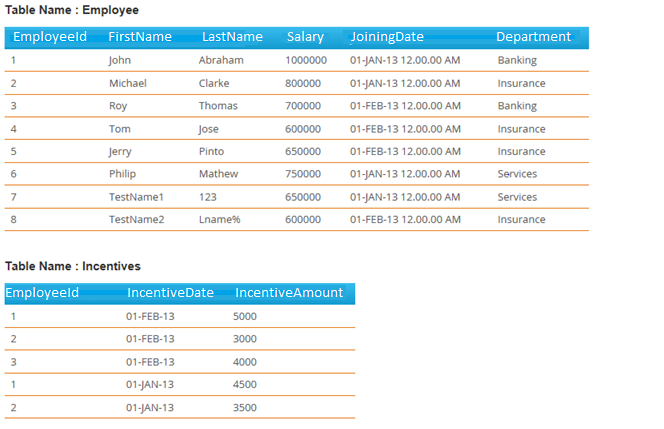 Table Name : Employee
EmployeeId FirstName LastName Salary JoiningDate Department
1 John Abraham 1000000 01-JAN-13 12.00.00 AM Banking
2 Michael Clarke 800000 01-JAN-13 12.00.00 AM Insurance
3 Roy Thomas 700000 01-FEB-13 12.00.00 AM Banking
4 Tom Jose 600000 01-FEB-13 12.00.00 AM Insurance
5 Jerry Pinto 650000 01-FEB-13 12.00.00 AM Insurance
6 Philip Mathew 750000 01-JAN-13 12.00.00 AM Services
7 TestName1 123 650000 01-JAN-13 12.00.00 AM Services
8 TestName2 Lname% 600000 01-FEB-13 12.00.00 AM Insurance
Table Name : Incentives
EmployeeId IncentiveDate IncentiveAmount
1 01-FEB-13 5000
2 01-FEB-13 3000
3 01-FEB-13 4000
1 01-JAN-13 4500
2 01-JAN-13 3500